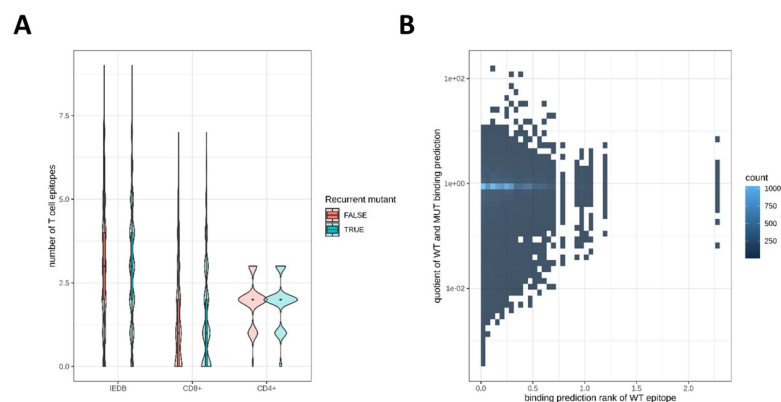 A
number of T cell epitopes
7.5
5.0
2.5
0.0
IEDB
CD8+
CD4+
Recurrent mutant
FALSE
TRUE
B
quotient of WT and MUT binding prediction
1e+02
1e+00
1e-02
0.0
0.5
1.0
1.5
2.0
binding prediction rank of WT epitope
count
1000
750
500
250